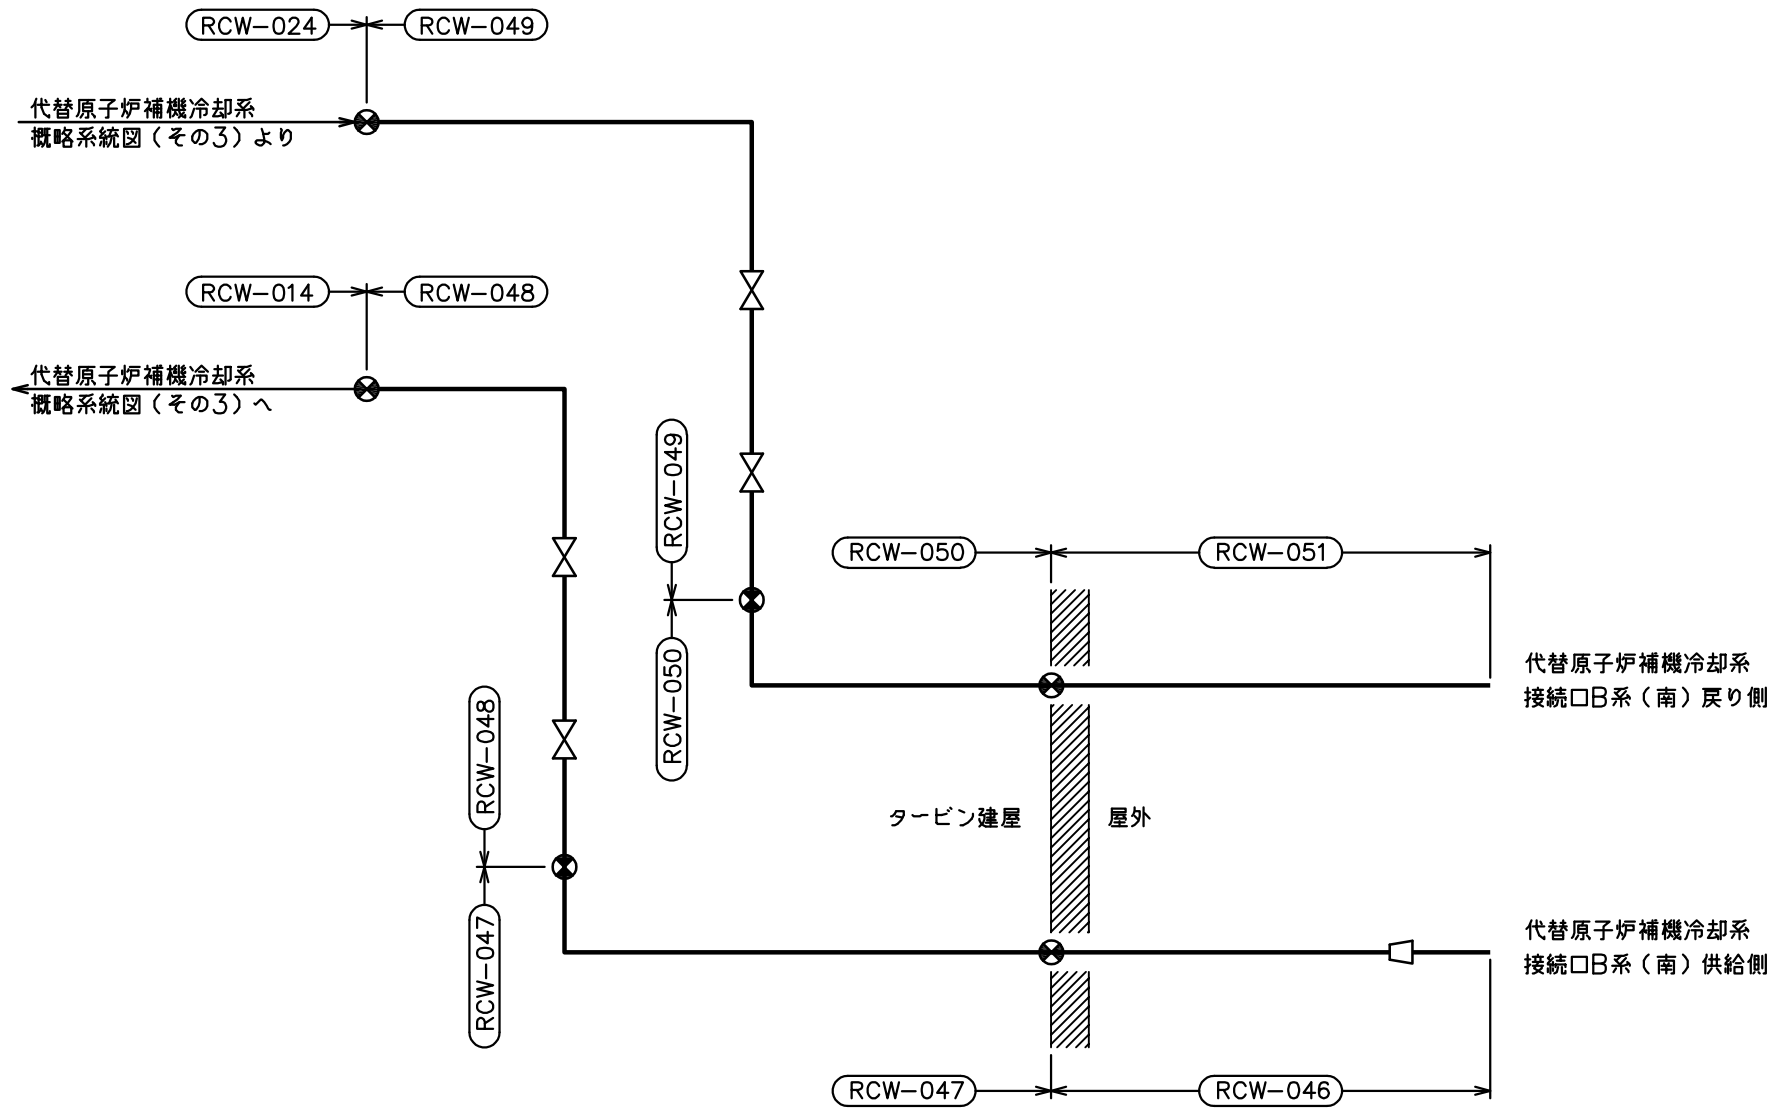 RCW-024
RCW-049
代替原子炉補機冷却系
概略系統図(その3)より
RCW-014
RCW-048
代替原子炉補機冷却系
概略系統図(その3)へ
RCW-049
RCW-050
RCW-050
RCW-051
代替原子炉補機冷却系
接続口B系(南)戻り側
RCW-048
RCW-047
タービン建屋
屋外
代替原子炉補機冷却系
接続口B系(南)供給側
RCW-047
RCW-046